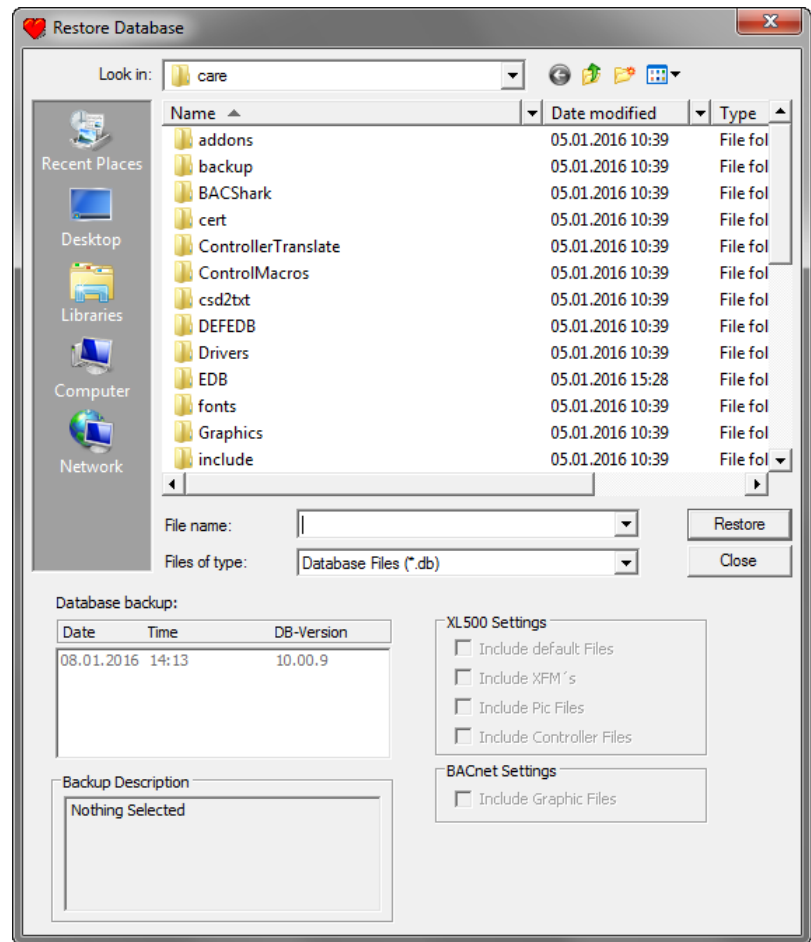 Restore Database
Look in: care
Name Date modified Type
Recent Places
Desktop
Libraries
Computer
Network
addons 05.01.2016 10:39 File fol
backup 05.01.2016 10:39 File fol
BACShark 05.01.2016 10:39 File fol
cert 05.01.2016 10:39 File fol
ControllerTranslate 05.01.2016 10:39 File fol
ControlMacros 05.01.2016 10:39 File fol
csd2txt 05.01.2016 10:39 File fol
DEFEDB 05.01.2016 10:39 File fol
Drivers 05.01.2016 10:39 File fol
EDB 05.01.2016 15:28 File fol
fonts 05.01.2016 10:39 File fol
Graphics 05.01.2016 10:39 File fol
include 05.01.2016 10:39 File fol
File name: Restore
Files of type: Database Files (*.db) Close
Database backup:
Date Time DB-Version
08.01.2016 14:13 10.00.9
Backup Description
Nothing Selected
XL500 Settings
Include default Files
Include XFM´s
Include Pic Files
Include Controller Files
BACnet Settings
Include Graphic Files